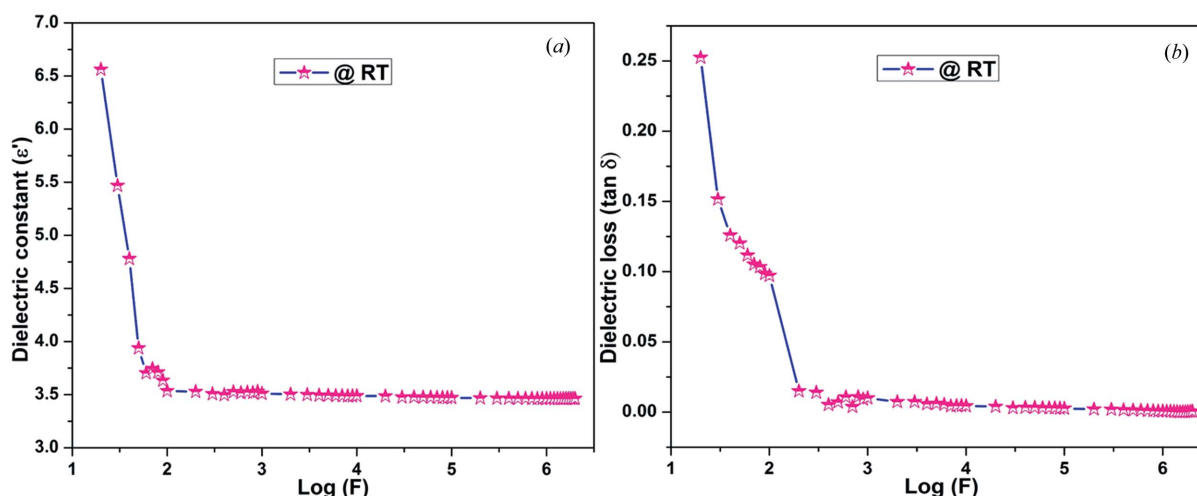 (a)
@ RT
Dielectric constant (ε')
7.0
6.5
6.0
5.5
5.0
4.5
4.0
3.5
3.0
1 2 3 4 5 6
Log (F)
(b)
@ RT
Dielectric loss (tan δ)
0.25
0.20
0.15
0.10
0.05
0.00
1 2 3 4 5 6
Log (F)